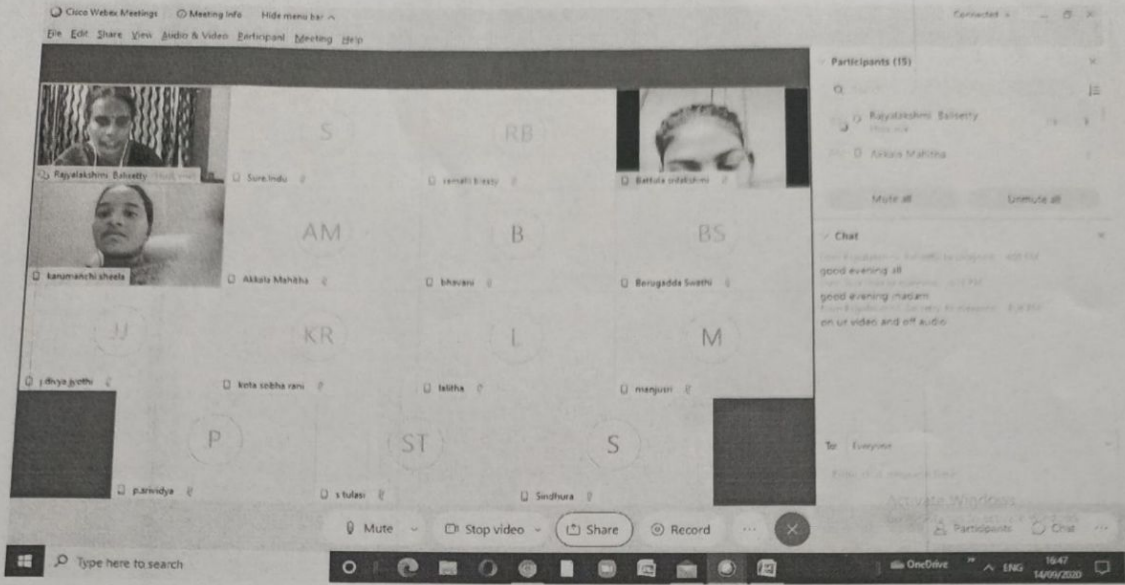 Cisco Webex Meetings Meeting Info Hide menu bar
Connected
File Edit Share View Audio & Video Participant Meeting Help
Participants (15)
S
RB
Rajyalakshmi Balisetty
Akkala Mahitha
Rajyalakshmi Balisetty
Sure.Indu
Mute all
Unmute all
AM
B
BS
Chat
good evening all
karumanchi sheela
Akkala Mahitha
bhavani
Berugadda Swathi
good evening madam
on ur video and off audio
JJ
KR
L
M
j divya jyothi
kota sobha rani
lalitha
manjusri
P
ST
S
To: Everyone
p.srividya
s tulasi
Sindhura
Activate Windows
Mute
Stop video
Share
Record
Participants
Chat
Type here to search
OneDrive
ENG
16:47
14/09/2020